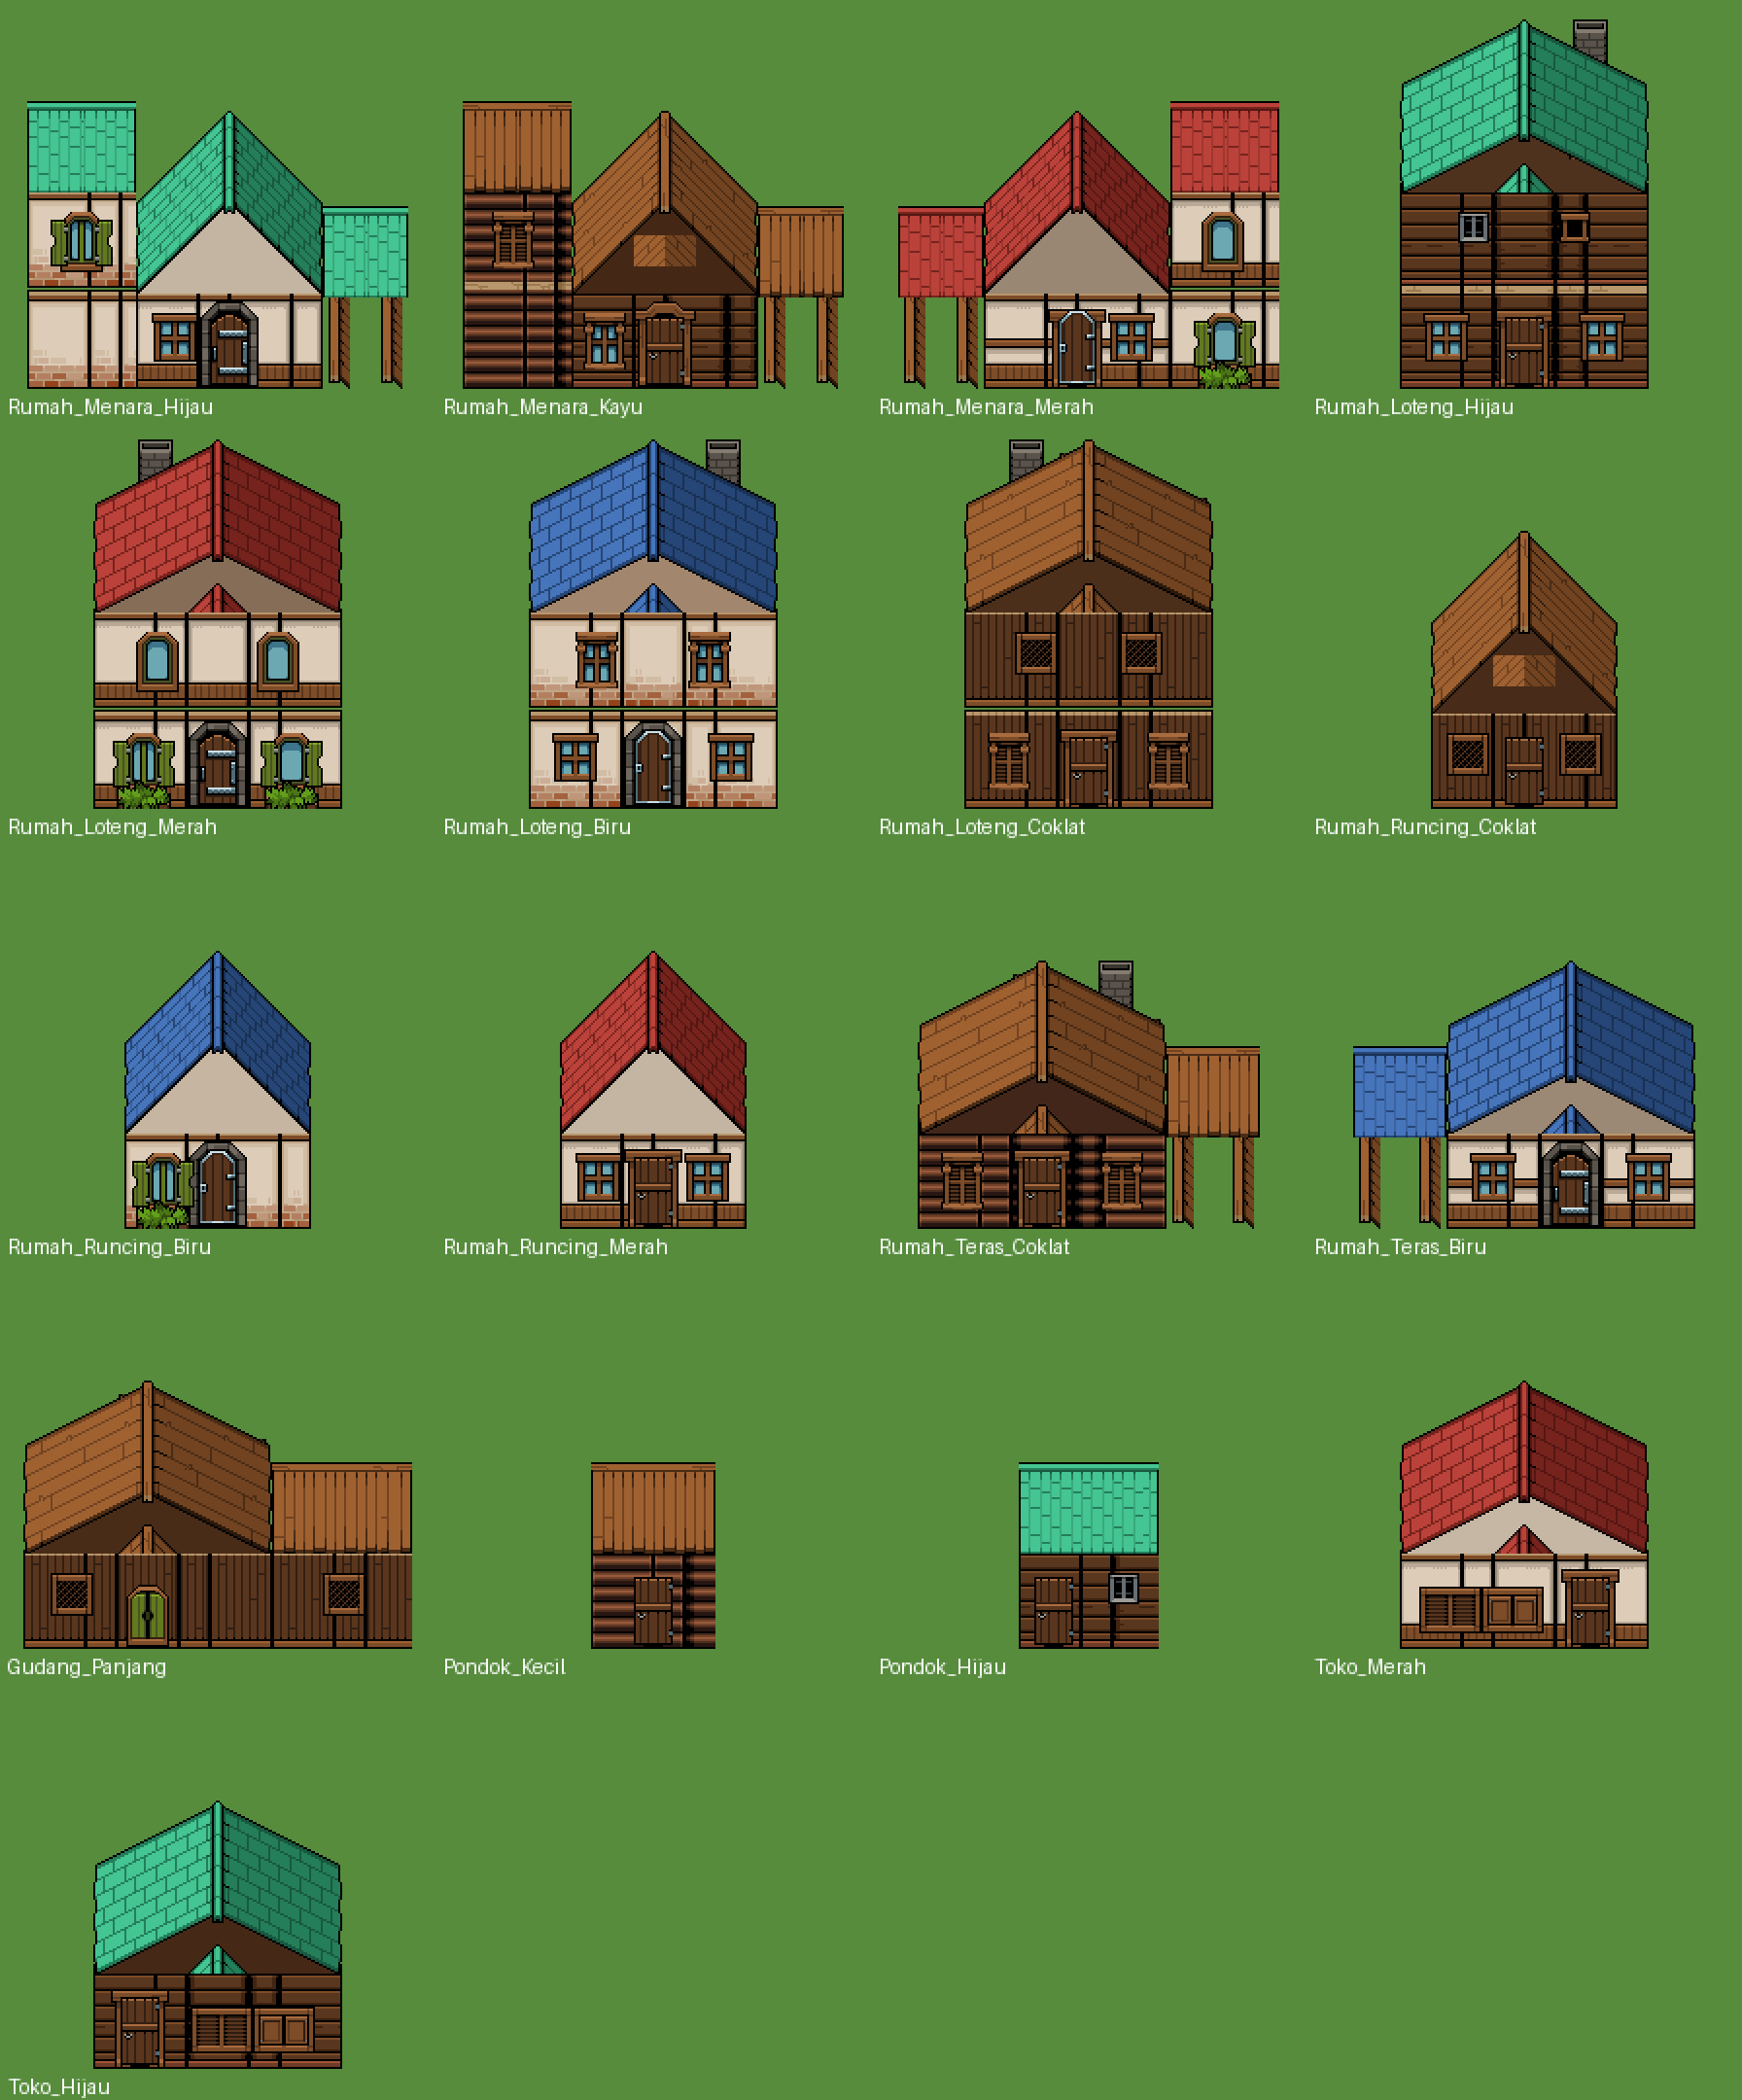 Rumah_Menara_Hijau
Rumah_Menara_Kayu
Rumah_Menara_Merah
Rumah_Loteng_Hijau
Rumah_Loteng_Merah
Rumah_Loteng_Biru
Rumah_Loteng_Coklat
Rumah_Runcing_Coklat
Rumah_Runcing_Biru
Rumah_Runcing_Merah
Rumah_Teras_Coklat
Rumah_Teras_Biru
Gudang_Panjang
Pondok_Kecil
Pondok_Hijau
Toko_Merah
Toko_Hijau